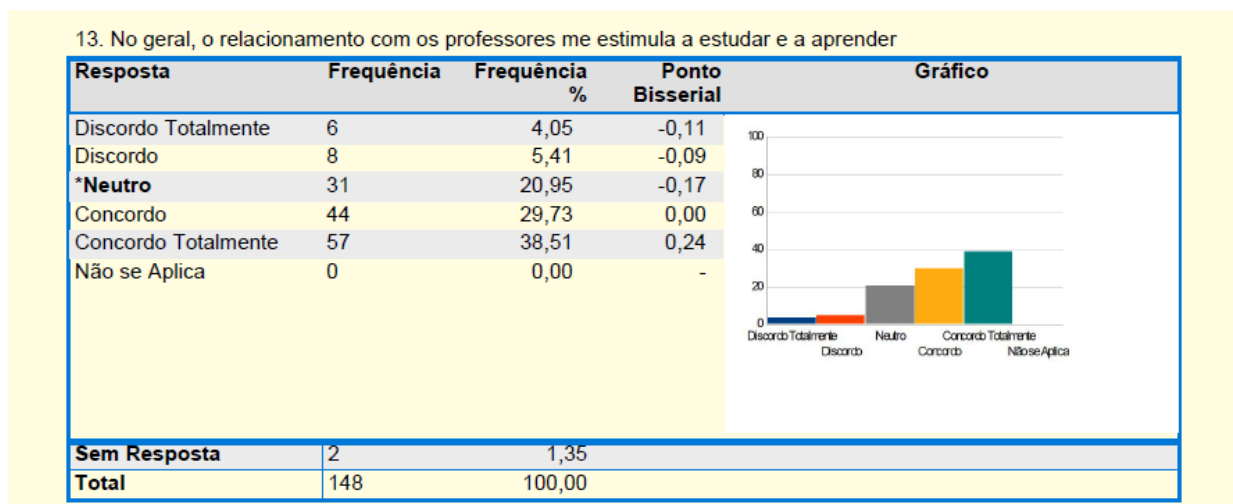 13. No geral, o relacionamento com os professores me estimula a estudar e a aprender
Resposta Frequência Frequência % Ponto Bisserial Gráfico
Discordo Totalmente 6 4,05 -0,11
Discordo 8 5,41 -0,09
*Neutro 31 20,95 -0,17
Concordo 44 29,73 0,00
Concordo Totalmente 57 38,51 0,24
Não se Aplica 0 0,00 -
100
80
60
40
20
0
Discordo Totalmente Neutro Concordo Totalmente
Discordo Concordo Não se Aplica
Sem Resposta 2 1,35
Total 148 100,00